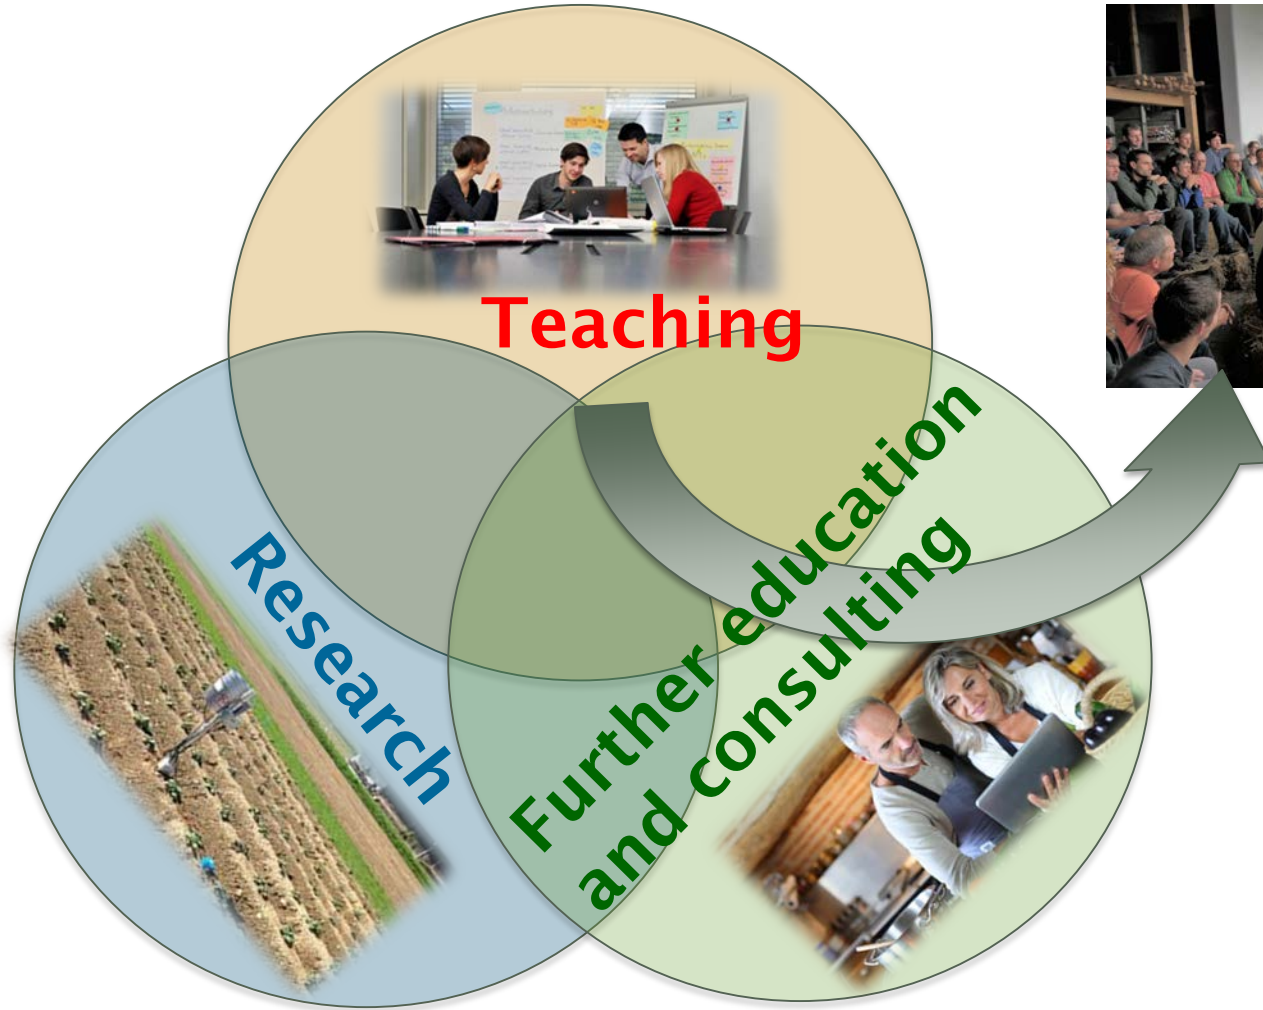 Teaching
Research
Further education
and consulting